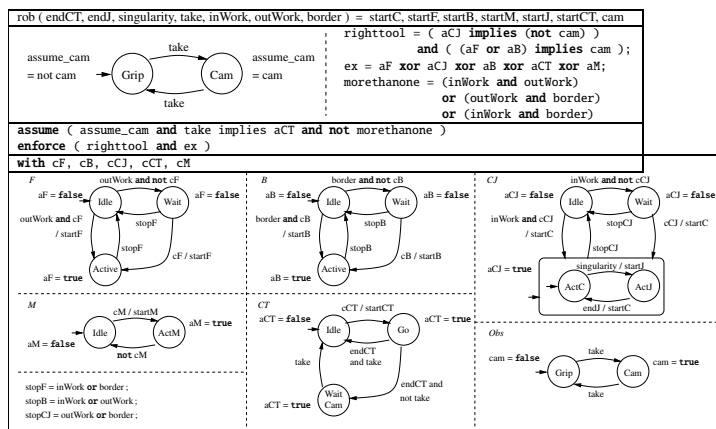 rob ( endCT, endJ, singularity, take, inWork, outWork, border ) = startC, startF, startB, startM, startJ, startCT, cam
assume_cam
= not cam
take
Grip
Cam
take
assume_cam
= cam
righttool = ( aCJ implies (not cam) )
and ( (aF or aB) implies cam ) ;
ex = aF xor aCJ xor aB xor aCT xor aM;
morethanone = (inWork and outWork)
or (outWork and border)
or (inWork and border)
assume ( assume_cam and take implies aCT and not morethanone )
enforce ( righttool and ex )
with cF, cB, cCJ, cCT, cM
F
outWork and not cF
aF = false
Idle
Wait
aF = false
stopF
outWork and cF
/ startF
stopF
cF / startF
Active
aF = true
B
border and not cB
aB = false
Idle
Wait
aB = false
stopB
border and cB
/ startB
stopB
cB / startB
Active
aB = true
CJ
inWork and not cCJ
aCJ = false
Idle
Wait
aCJ = false
stopCJ
inWork and cCJ
/ startC
cCJ / startC
stopCJ
aCJ = true
singularity / startJ
ActC
ActJ
endJ / startC
M
cM / startM
Idle
ActM
aM = true
aM = false
not cM
stopF = inWork or border ;
stopB = inWork or outWork ;
stopCJ = outWork or border ;
CT
cCT / startCT
aCT = false
Idle
Go
aCT = true
endCT
and take
take
endCT and
not take
Wait
Cam
aCT = true
Obs
cam = false
take
Grip
Cam
cam = true
take